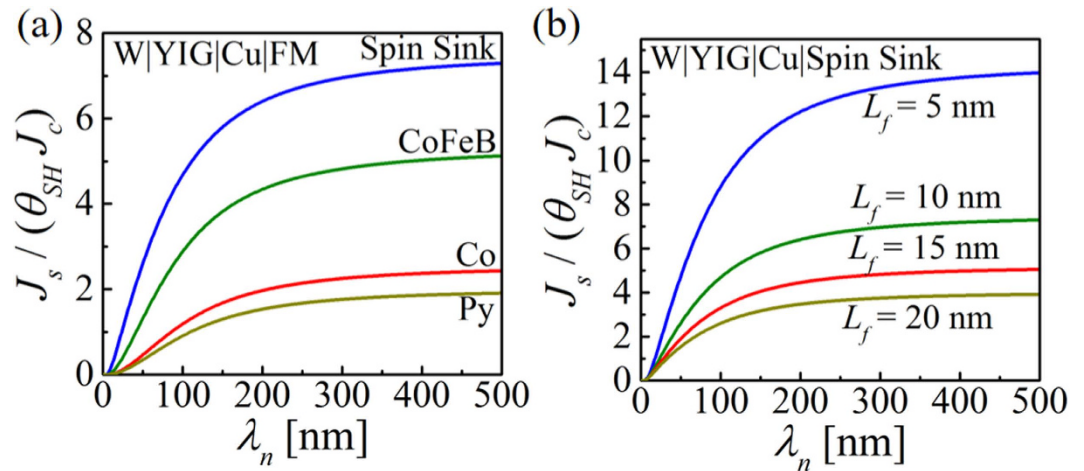 (a)
W|YIG|Cu|FM
Spin Sink
CoFeB
Co
Py
8
6
4
2
0
0 100 200 300 400 500
J_s / (θ_SH J_c)
λ_n [nm]
(b)
W|YIG|Cu|Spin Sink
L_f = 5 nm
L_f = 10 nm
L_f = 15 nm
L_f = 20 nm
14
12
10
8
6
4
2
0
0 100 200 300 400 500
J_s / (θ_SH J_c)
λ_n [nm]